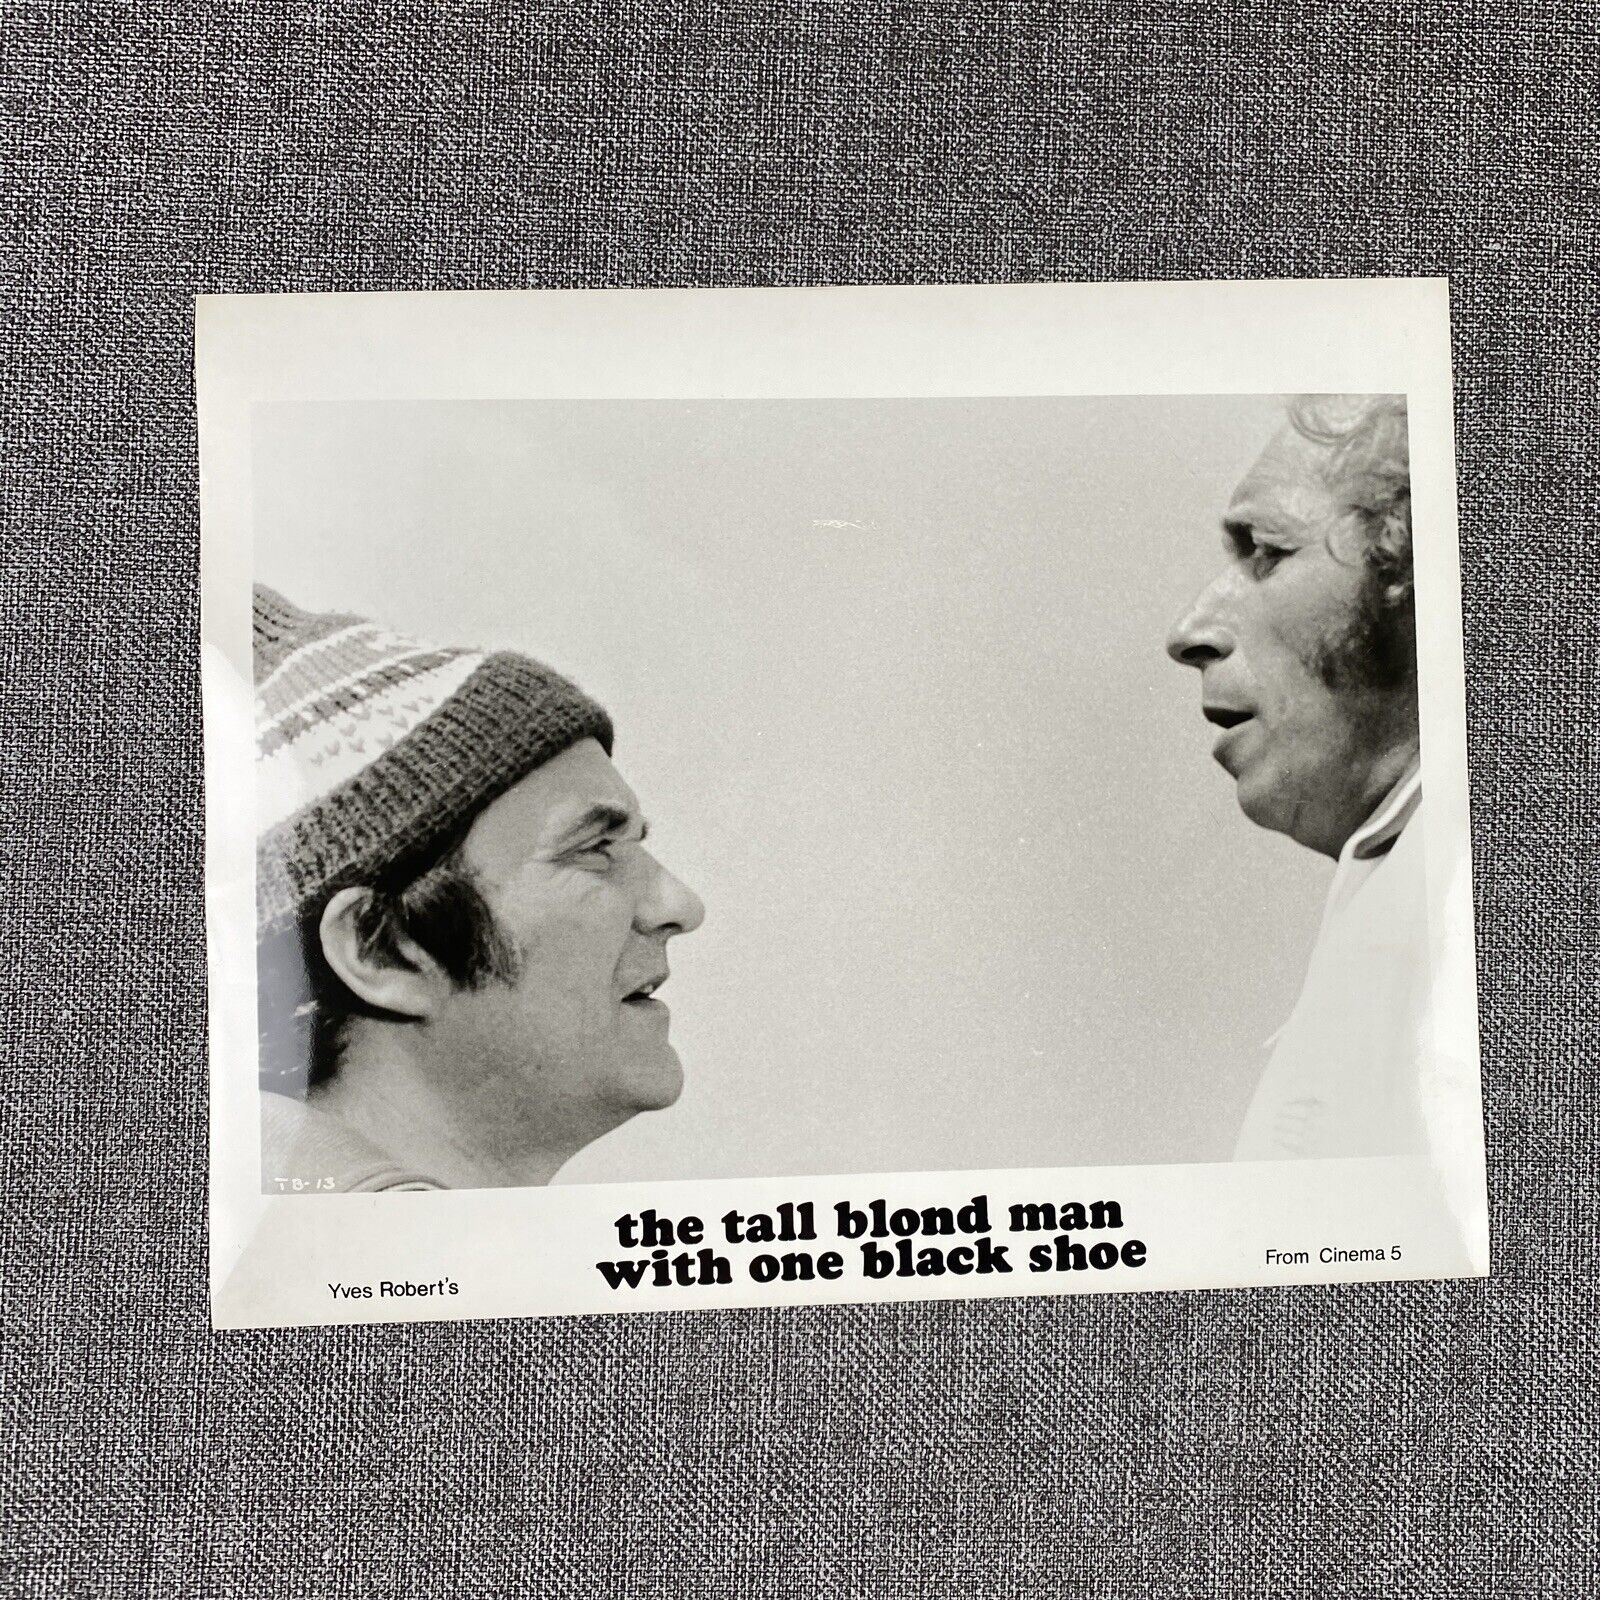 TB-13
the tall blond man
with one black shoe
Yves Robert's
From Cinema 5